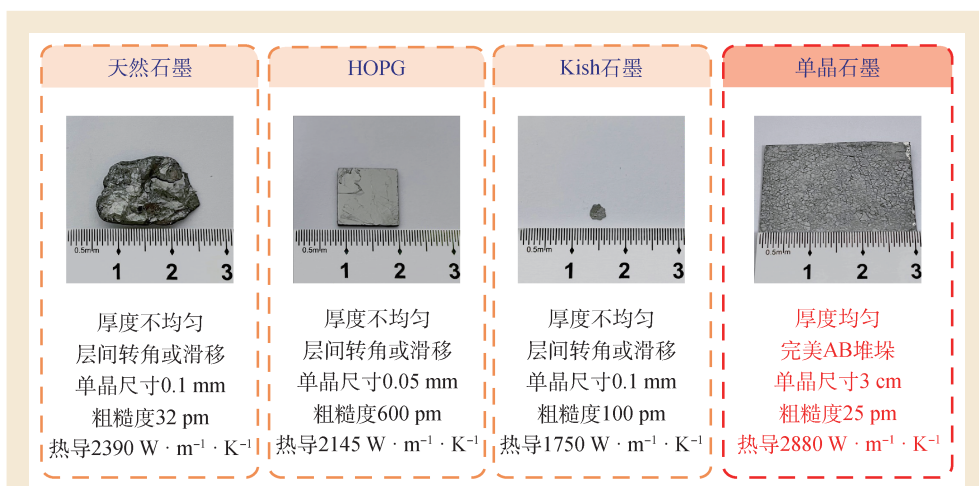 天然石墨
0.5mm
1 2 3
厚度不均匀
层间转角或滑移
单晶尺寸0.1 mm
粗糙度32 pm
热导2390 W · m⁻¹ · K⁻¹
HOPG
0.5mm
1 2 3
厚度不均匀
层间转角或滑移
单晶尺寸0.05 mm
粗糙度600 pm
热导2145 W · m⁻¹ · K⁻¹
Kish石墨
0.5mm
1 2 3
厚度不均匀
层间转角或滑移
单晶尺寸0.1 mm
粗糙度100 pm
热导1750 W · m⁻¹ · K⁻¹
单晶石墨
0.5mm
1 2 3
厚度均匀
完美AB堆垛
单晶尺寸3 cm
粗糙度25 pm
热导2880 W · m⁻¹ · K⁻¹